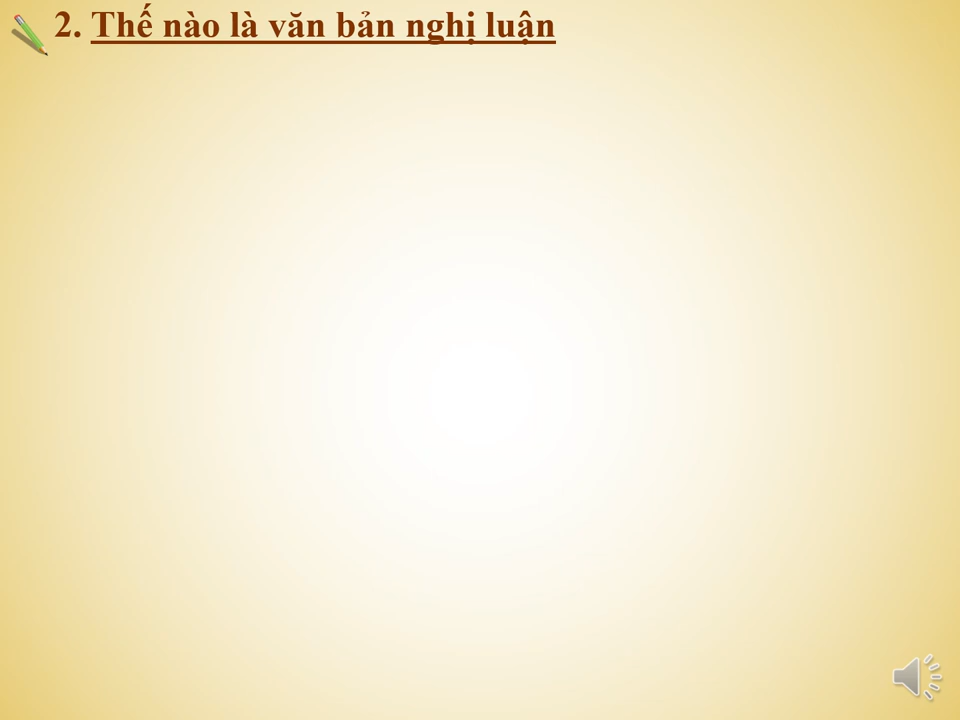 2. Thế nào là văn bản nghị luận